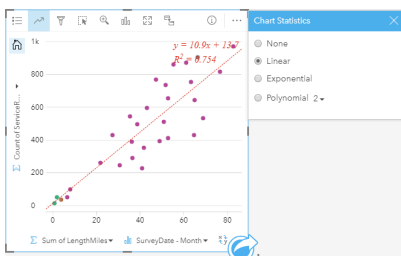 Chart Statistics
None
Linear
Exponential
Polynomial 2
y = 10.9x + 13.7
R² = 0.754
1k
800
600
400
200
0
Count of ServiceR...
0 20 40 60 80
Sum of LengthMiles SurveyDate - Month